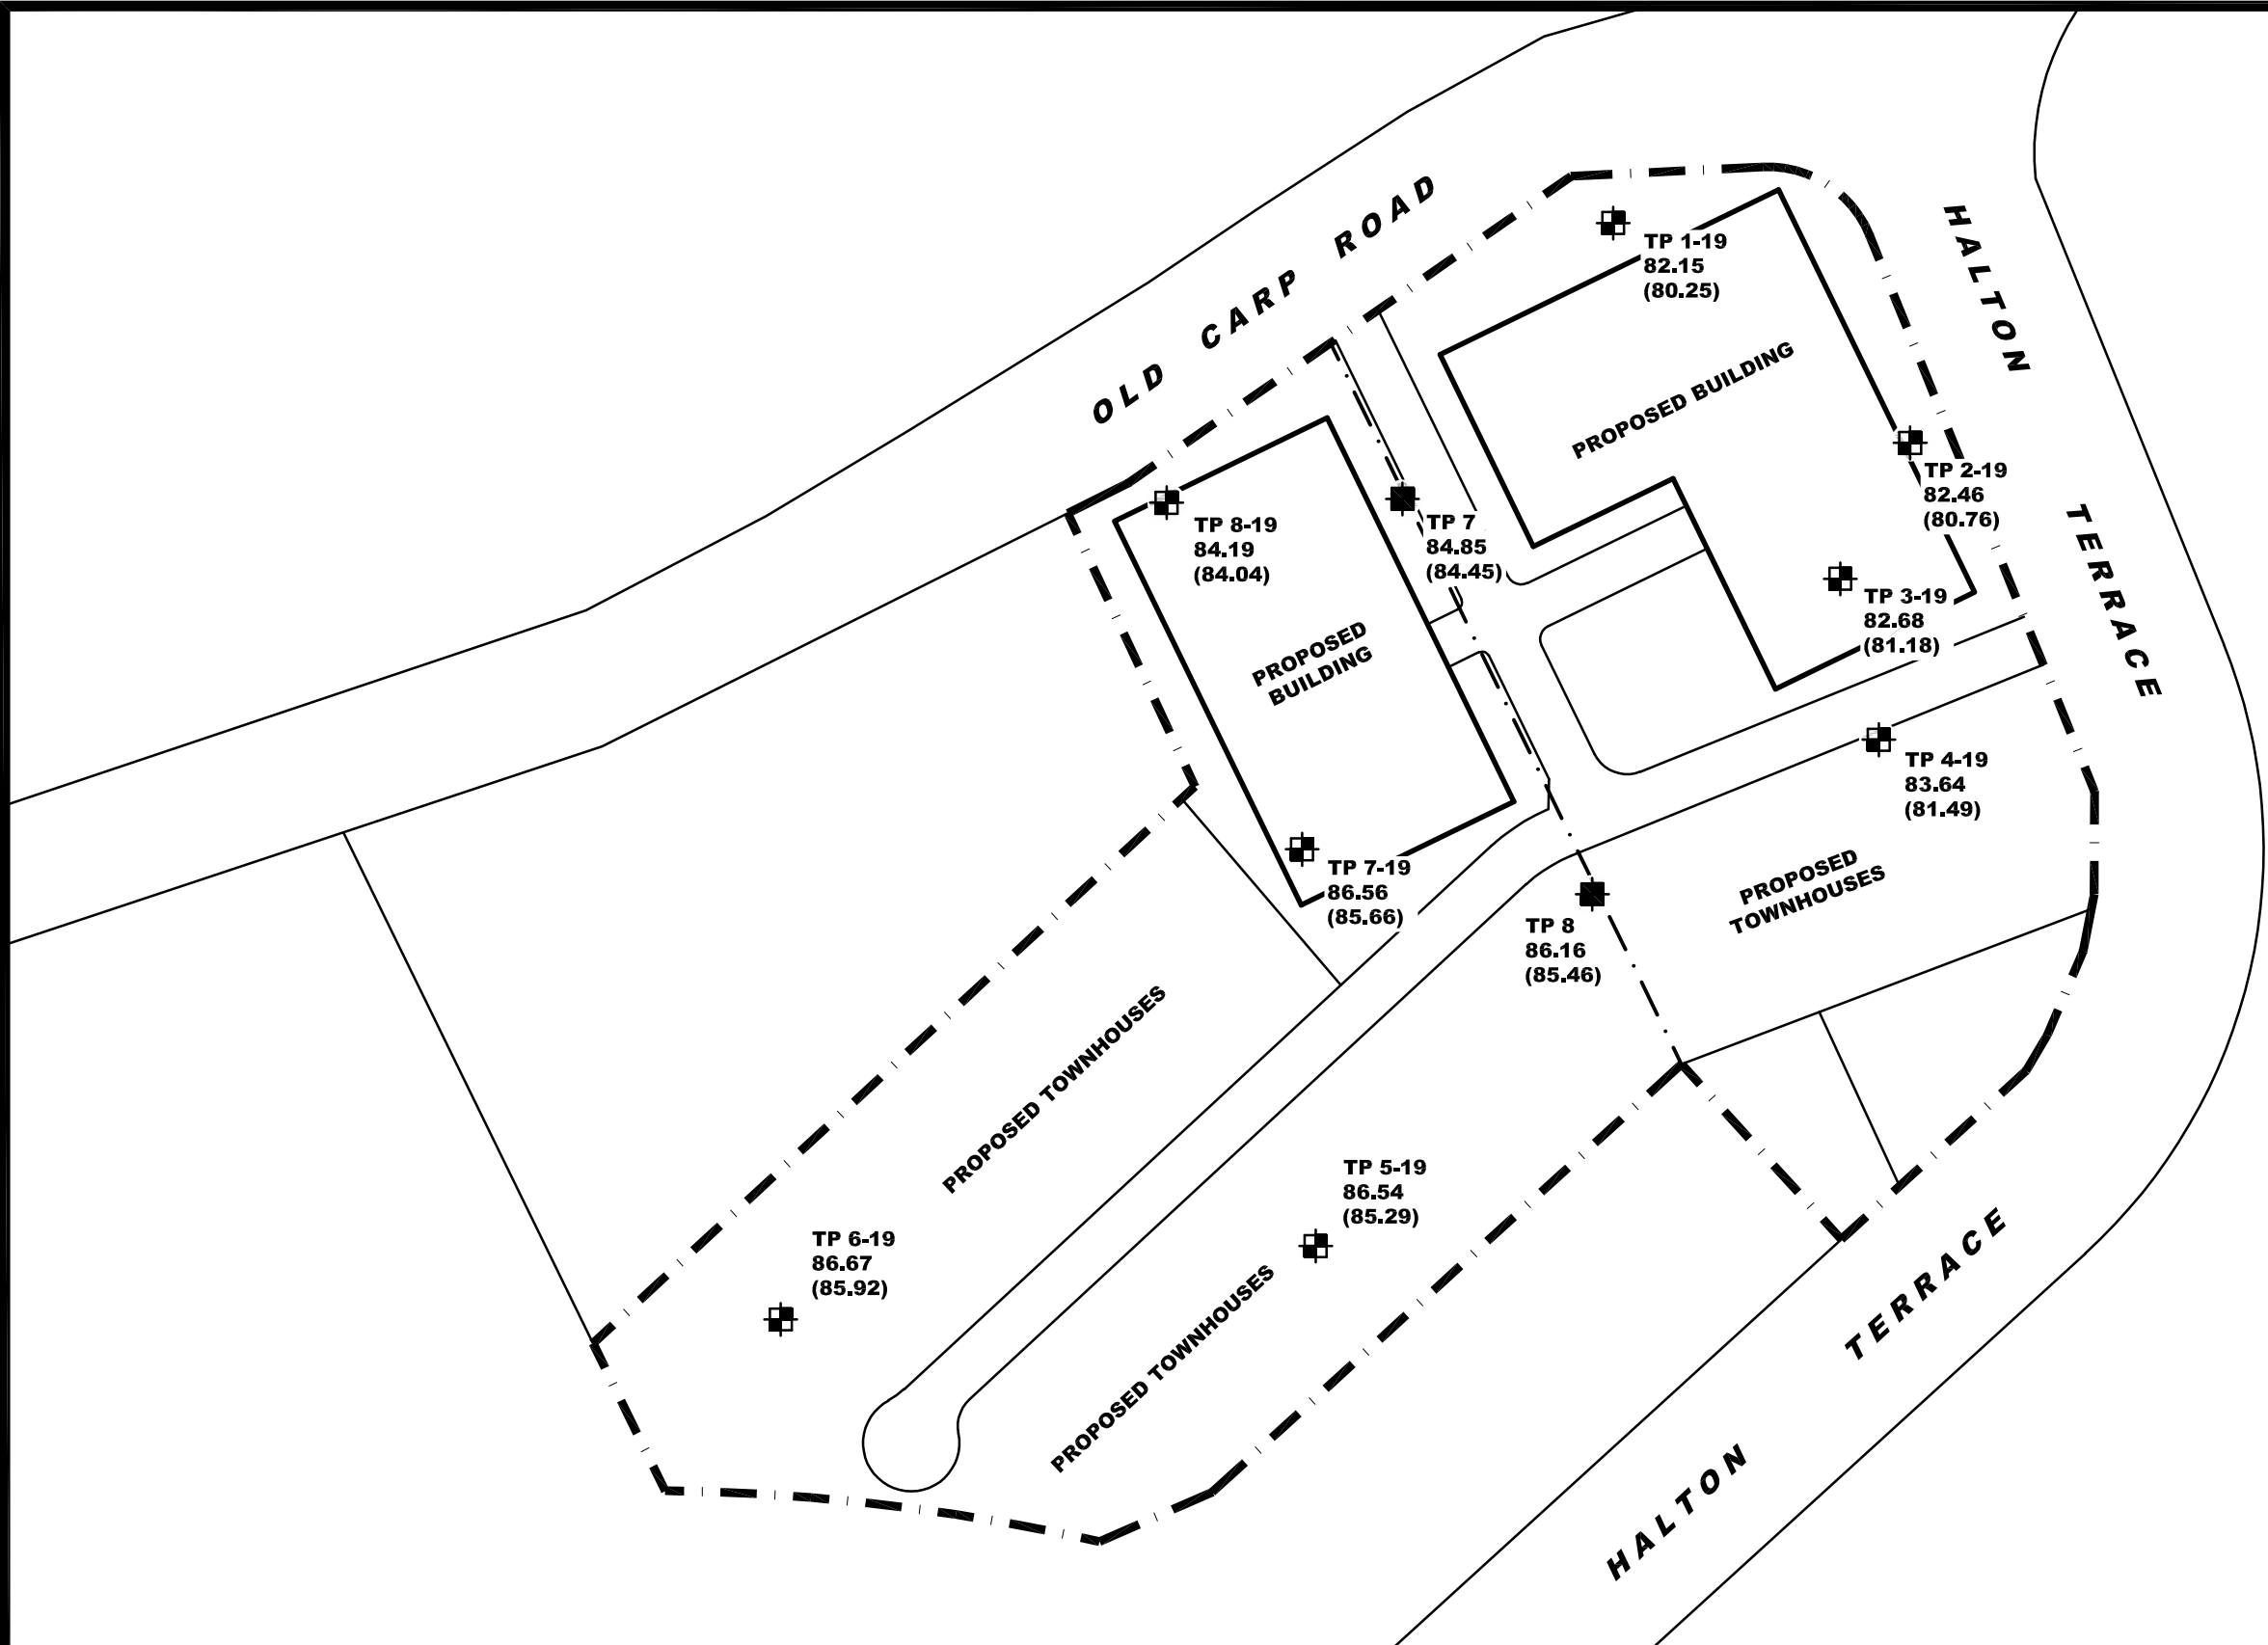 OLD CARP ROAD
HALTON
TERRACE
TP 1-19
82.15
(80.25)
PROPOSED BUILDING
TP 2-19
82.46
(80.76)
TP 8-19
84.19
(84.04)
TP 7
84.85
(84.45)
TP 3-19
82.68
(81.18)
PROPOSED
BUILDING
TP 4-19
83.64
(81.49)
TP 7-19
86.56
(85.66)
PROPOSED
TOWNHOUSES
TP 8
86.16
(85.46)
PROPOSED TOWNHOUSES
TP 5-19
86.54
(85.29)
TP 6-19
86.67
(85.92)
PROPOSED TOWNHOUSES
HALTON TERRACE